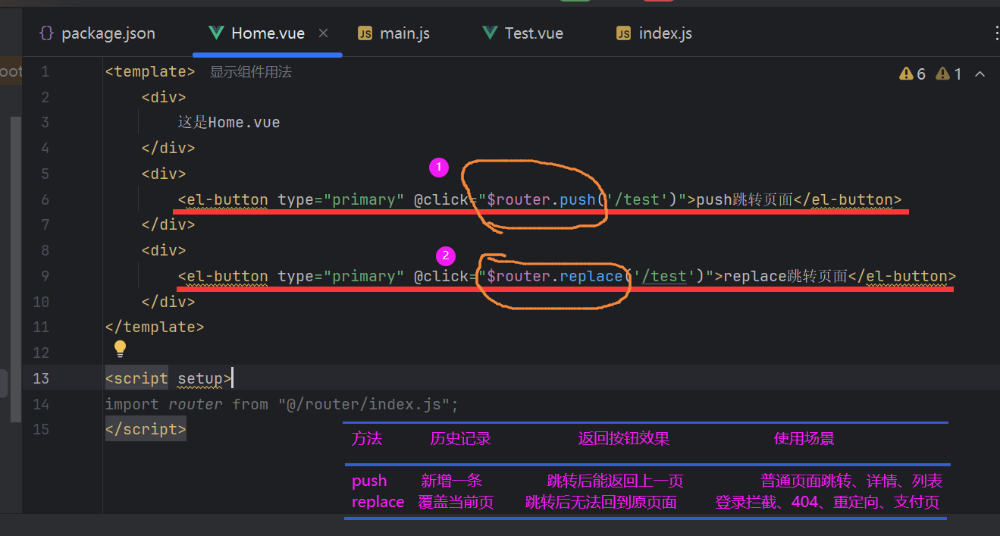 package.json Home.vue main.js Test.vue index.js
oot 1 <template> 显示组件用法 6 1
2 <div>
3 这是Home.vue
4 </div>
1
5 <div>
6 <el-button type="primary" @click="$router.push('/test')">push跳转页面</el-button>
7 </div>
8 <div>
2
9 <el-button type="primary" @click="$router.replace('/test')">replace跳转页面</el-button>
10 </div>
11 </template>
12
13 <script setup>
14 import router from "@/router/index.js";
15 </script>
方法 历史记录 返回按钮效果 使用场景
push 新增一条 跳转后能返回上一页 普通页面跳转、详情、列表
replace 覆盖当前页 跳转后无法回到原页面 登录拦截、404、重定向、支付页